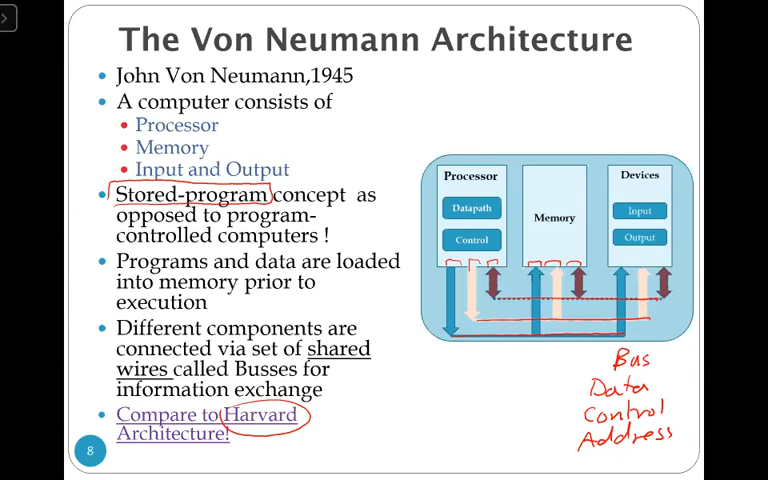 The Von Neumann Architecture
• John Von Neumann,1945
• A computer consists of
• Processor
• Memory
• Input and Output
• Stored-program concept as
opposed to program-
controlled computers !
• Programs and data are loaded
into memory prior to
execution
• Different components are
connected via set of shared
wires called Busses for
information exchange
• Compare to Harvard
Architecture!
8
Processor
Datapath
Control
Memory
Devices
Input
Output
Bus
Data
Control
Address